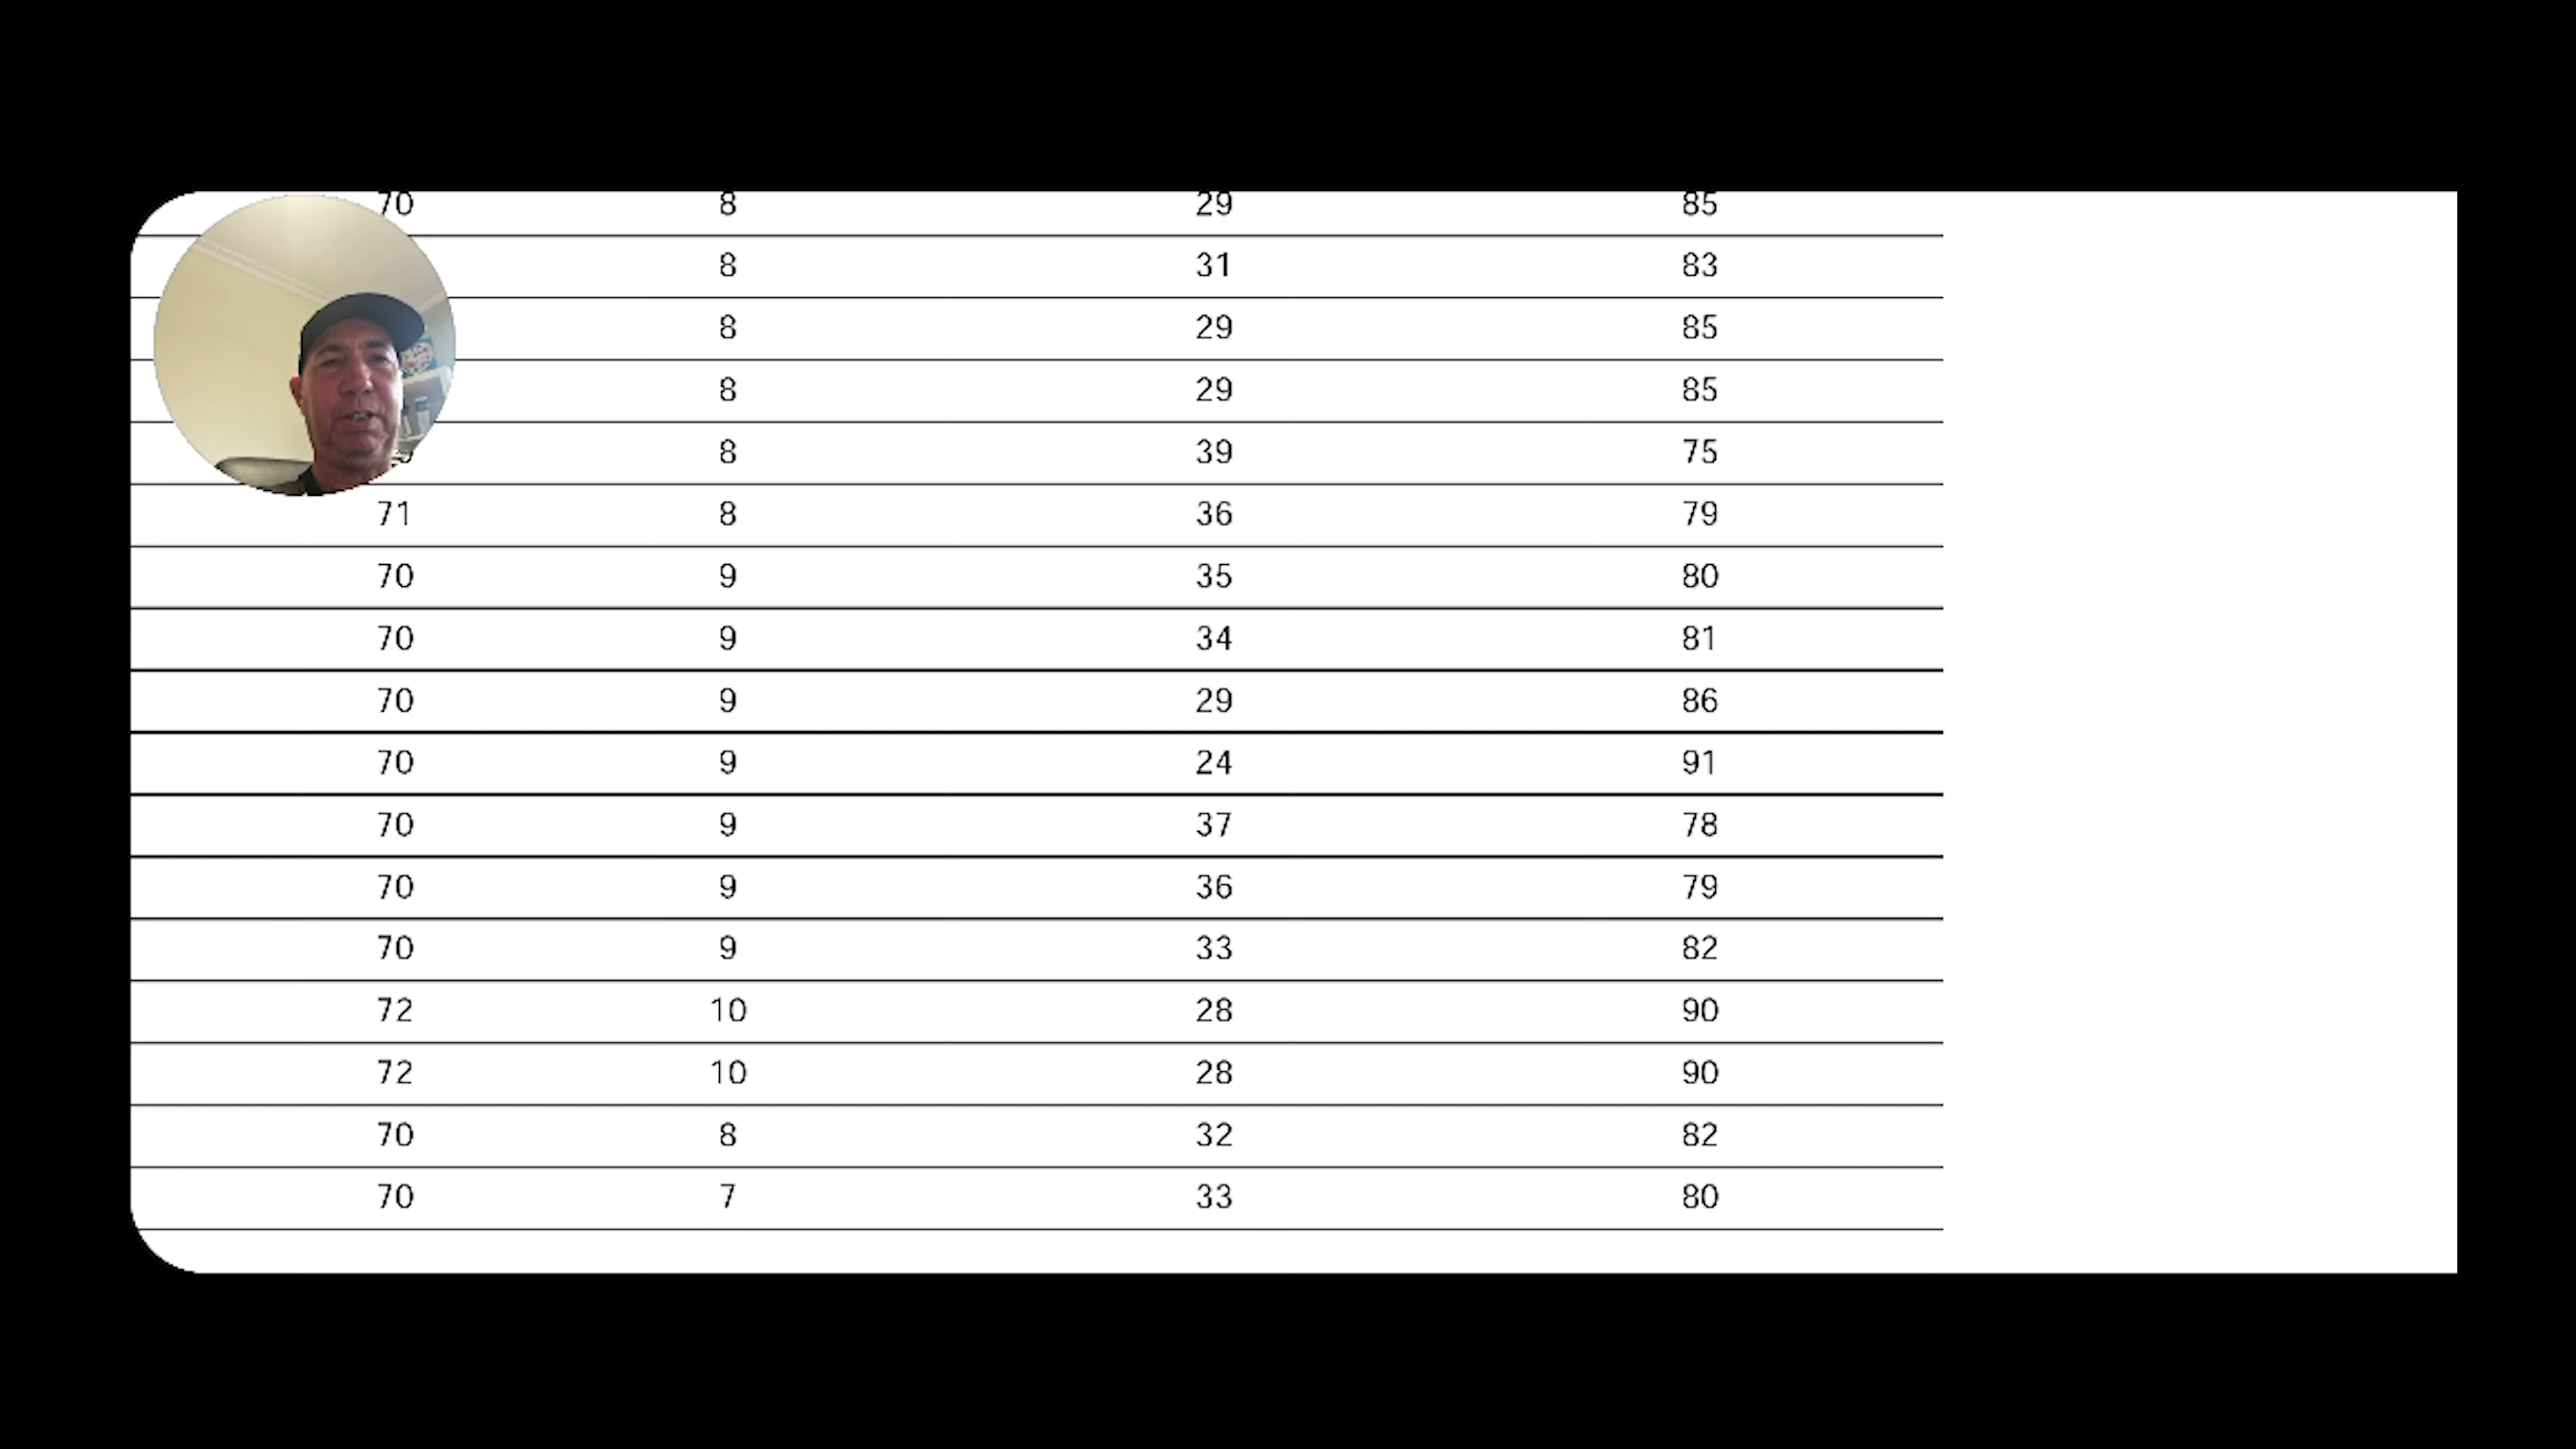 70 8 29 85
8 31 83
8 29 85
8 29 85
8 39 75
71 8 36 79
70 9 35 80
70 9 34 81
70 9 29 86
70 9 24 91
70 9 37 78
70 9 36 79
70 9 33 82
72 10 28 90
72 10 28 90
70 8 32 82
70 7 33 80